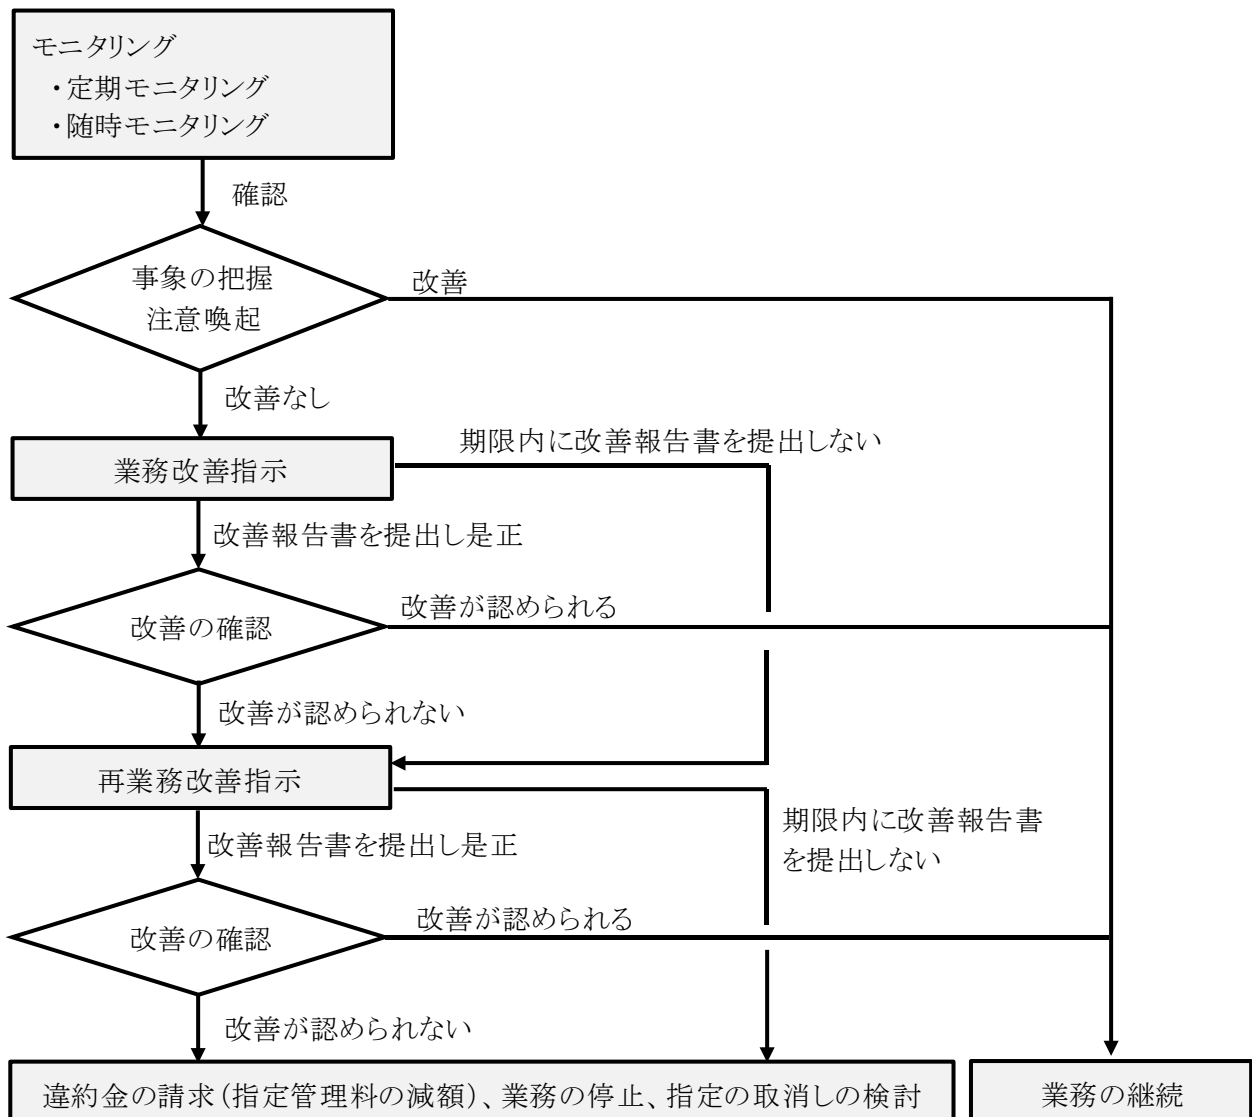 モニタリング
・定期モニタリング
・随時モニタリング
確認
事象の把握
注意喚起
改善
改善なし
期限内に改善報告書を提出しない
業務改善指示
改善報告書を提出し是正
改善の確認
改善が認められる
改善が認められない
再業務改善指示
期限内に改善報告書
を提出しない
改善報告書を提出し是正
改善の確認
改善が認められる
改善が認められない
違約金の請求(指定管理料の減額)、業務の停止、指定の取消しの検討
業務の継続